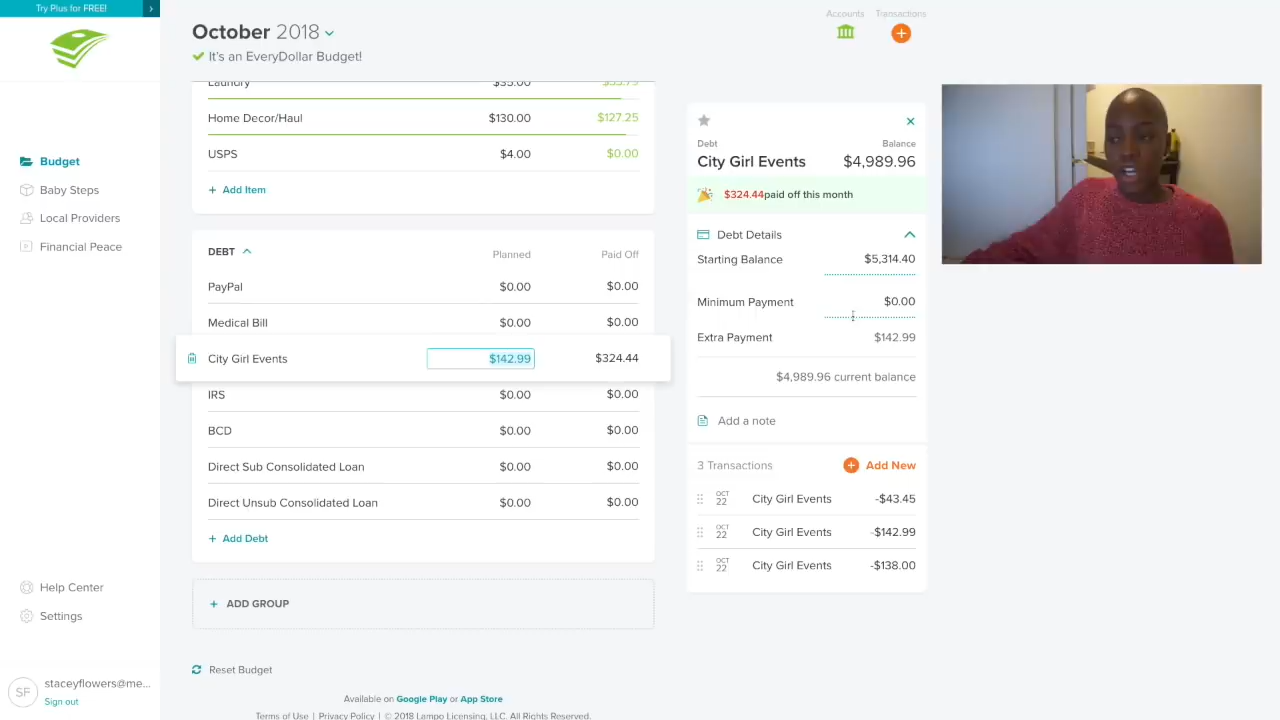 Try Plus for FREE!
October 2018
It's an EveryDollar Budget!
Accounts
Transactions
Budget
Baby Steps
Local Providers
Financial Peace
Help Center
Settings
SF
staceyflowers@me...
Sign out
Laundry $35.00 $33.75
Home Decor/Haul $130.00 $127.25
USPS $4.00 $0.00
+ Add Item
DEBT Planned Paid Off
PayPal $0.00 $0.00
Medical Bill $0.00 $0.00
City Girl Events $142.99 $324.44
IRS $0.00 $0.00
BCD $0.00 $0.00
Direct Sub Consolidated Loan $0.00 $0.00
Direct Unsub Consolidated Loan $0.00 $0.00
+ Add Debt
+ ADD GROUP
Reset Budget
Available on Google Play or App Store
Terms of Use | Privacy Policy | © 2018 Lampo Licensing, LLC. All Rights Reserved.
Debt Balance
City Girl Events $4,989.96
$324.44paid off this month
Debt Details
Starting Balance $5,314.40
Minimum Payment $0.00
Extra Payment $142.99
$4,989.96 current balance
Add a note
3 Transactions + Add New
OCT 22 City Girl Events -$43.45
OCT 22 City Girl Events -$142.99
OCT 22 City Girl Events -$138.00